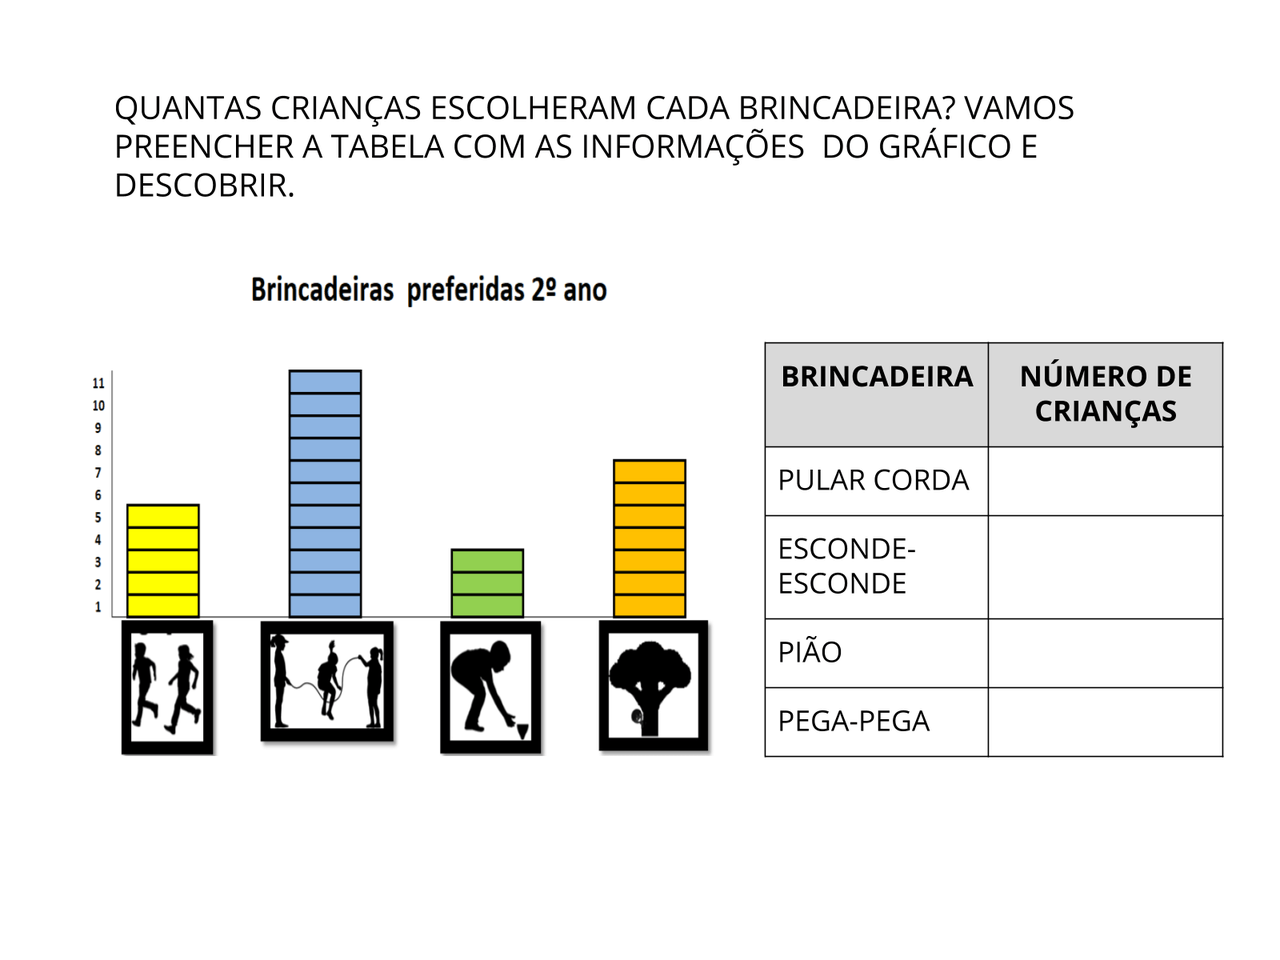 QUANTAS CRIANÇAS ESCOLHERAM CADA BRINCADEIRA? VAMOS
PREENCHER A TABELA COM AS INFORMAÇÕES  DO GRÁFICO E
DESCOBRIR.
Brincadeiras  preferidas 2º ano
11
10
9
8
7
6
5
4
3
2
1
BRINCADEIRA
NÚMERO DE
CRIANÇAS
PULAR CORDA
ESCONDE-
ESCONDE
PIÃO
PEGA-PEGA